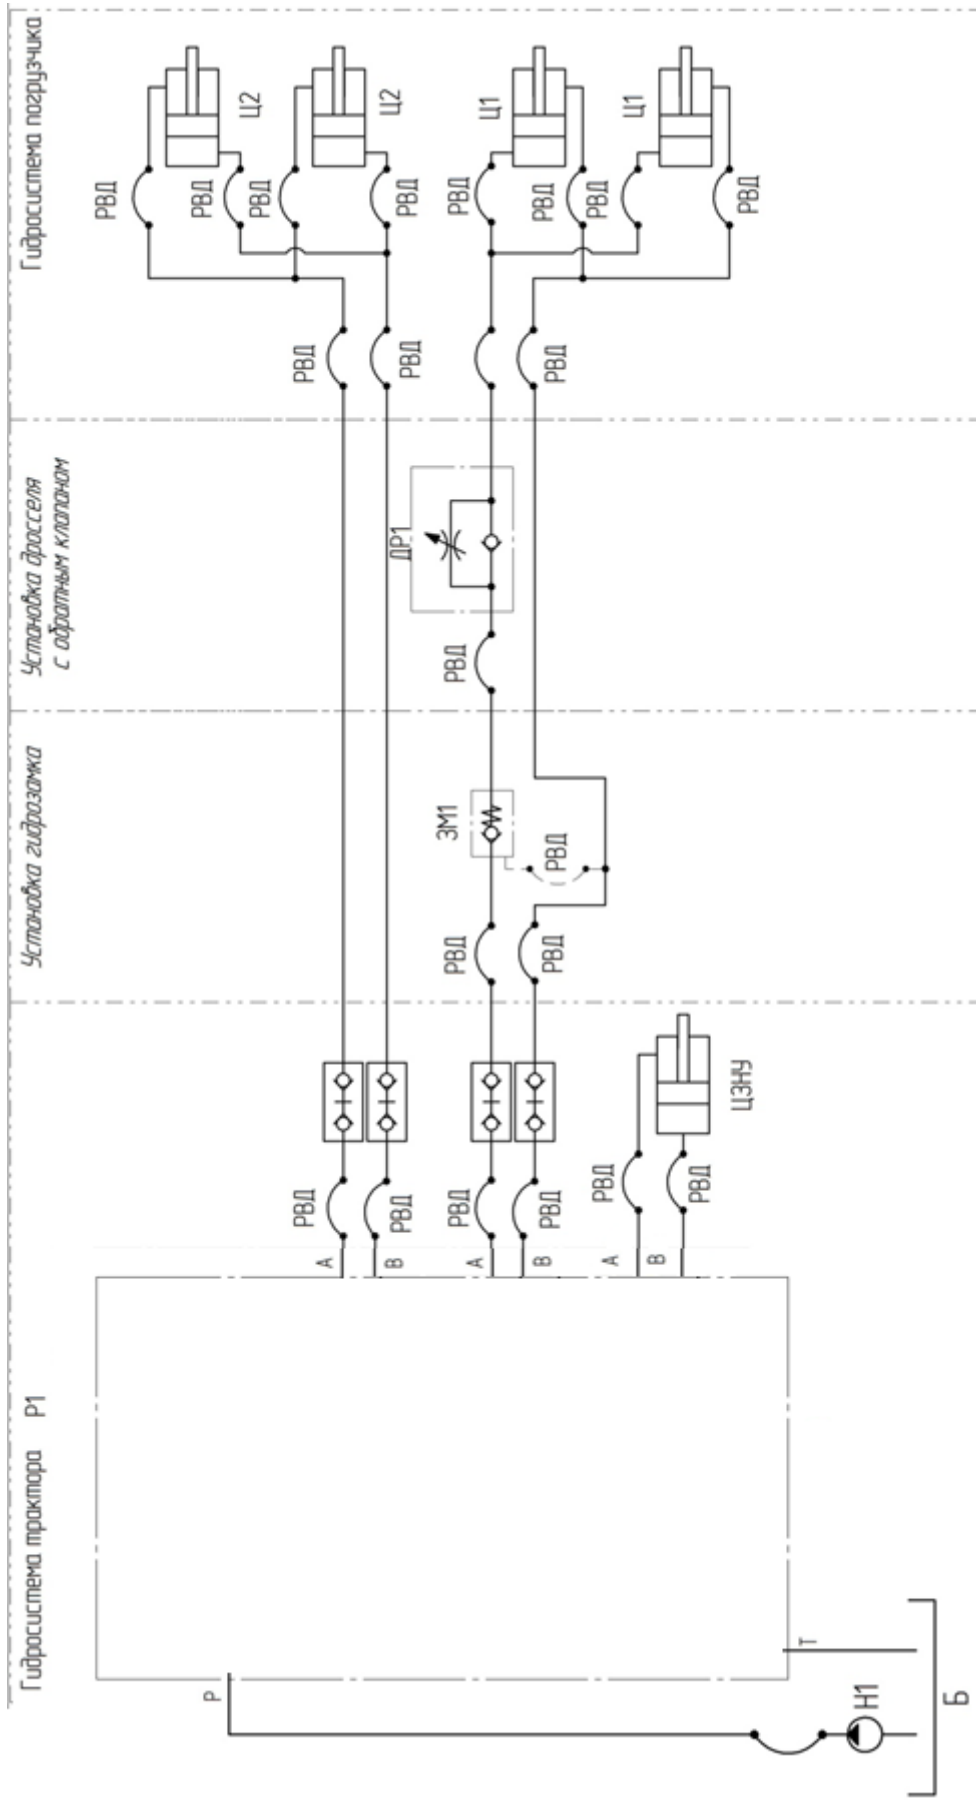 Гидросистема трактора Р1
Установка гидрозамка
Установка дросселя
с обратным клапаном
Гидросистема погрузчика
РВД
Р
РВД
Ц2
РВД
РВД
РВД
А
Ц2
В
РВД
РВД
РВД
ДР1
ЗМ1
РВД
РВД
РВД
РВД
А
Ц1
В
РВД
РВД
РВД
РВД
РВД
РВД
А
РВД
Ц1
В
РВД
ЦЗНУ
РВД
Т
Н1
Б